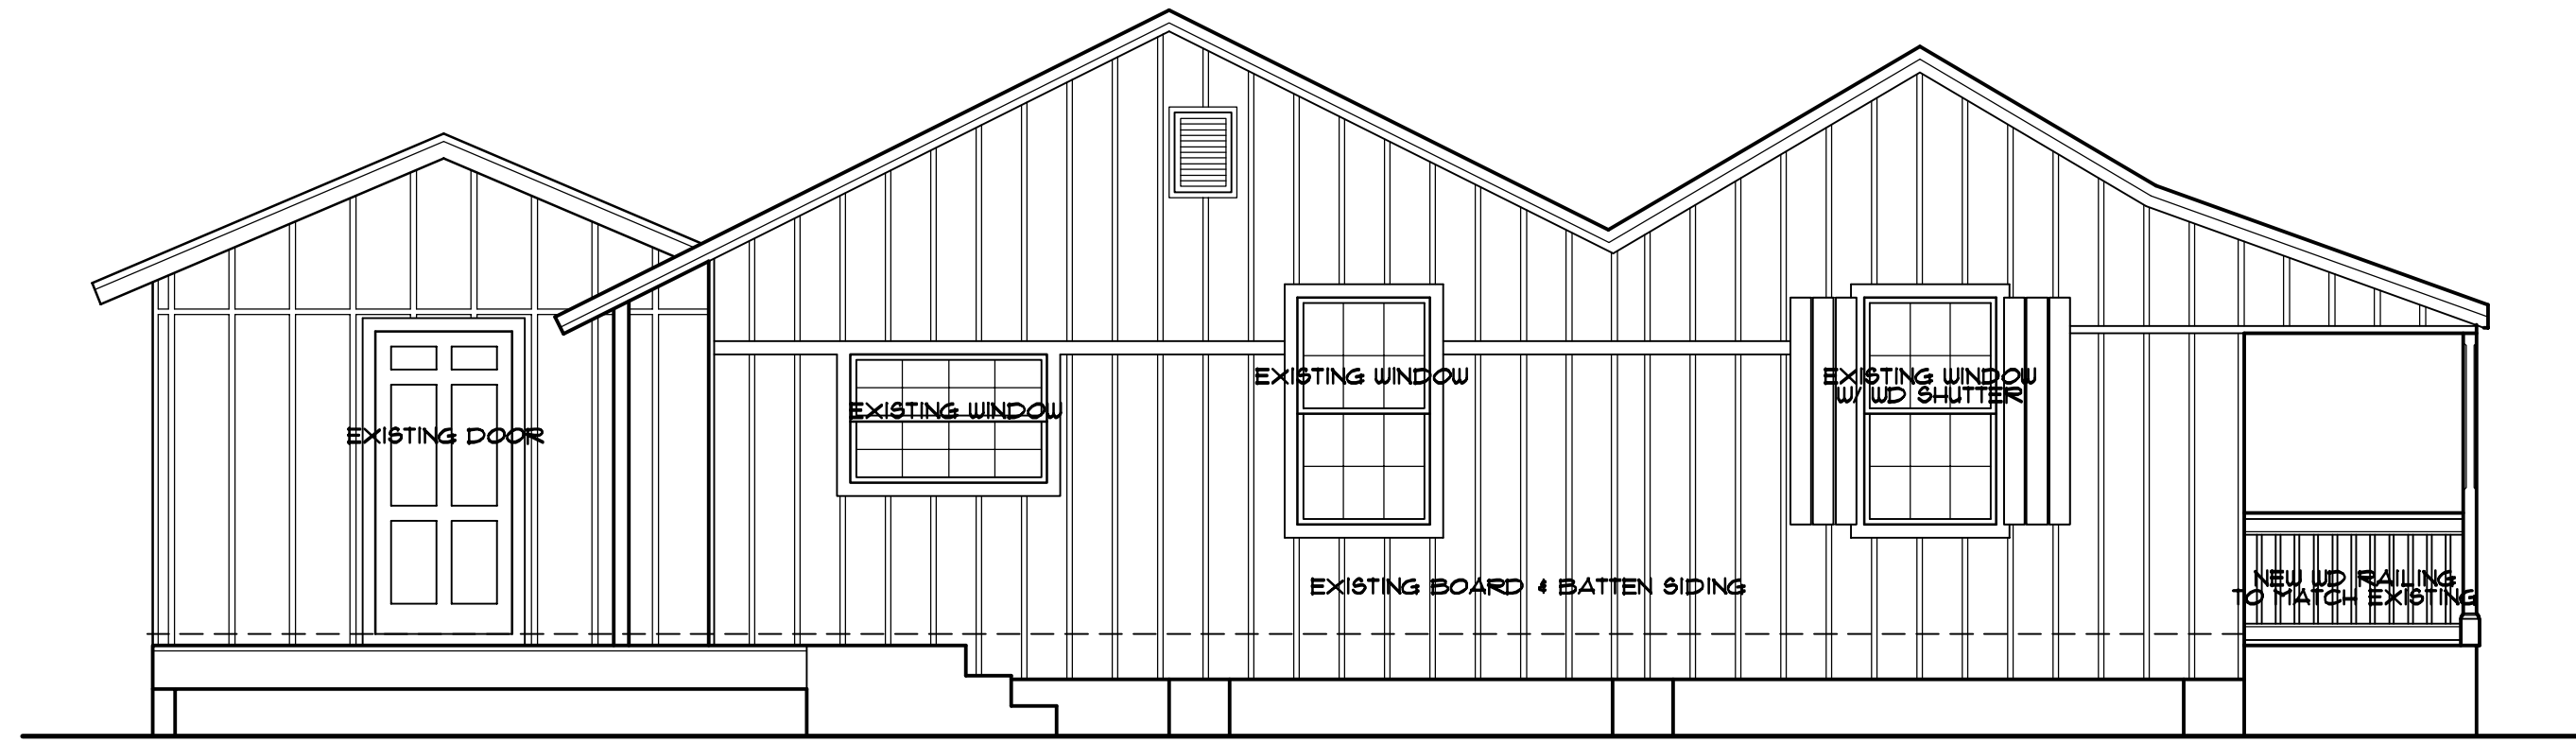 EXISTING WINDOW
EXISTING WINDOW
W/ WD SHUTTER
EXISTING WINDOW
EXISTING DOOR
EXISTING BOARD & BATTEN SIDING
NEW WD RAILING
TO MATCH EXISTING